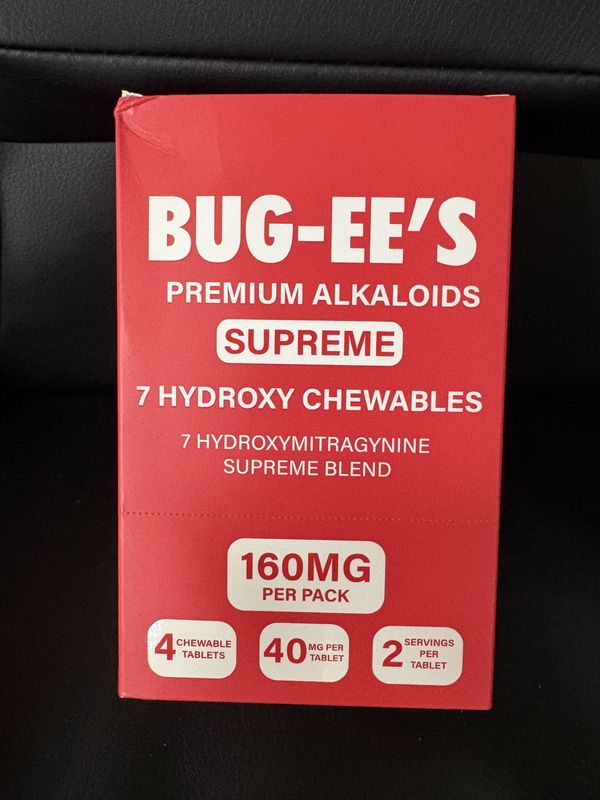 BUG-EE'S
PREMIUM ALKALOIDS
SUPREME
7 HYDROXY CHEWABLES
7 HYDROXYMITRAGYNINE
SUPREME BLEND
160MG
PER PACK
4 CHEWABLE
TABLETS
40 MG PER
TABLET
2 SERVINGS
PER
TABLET